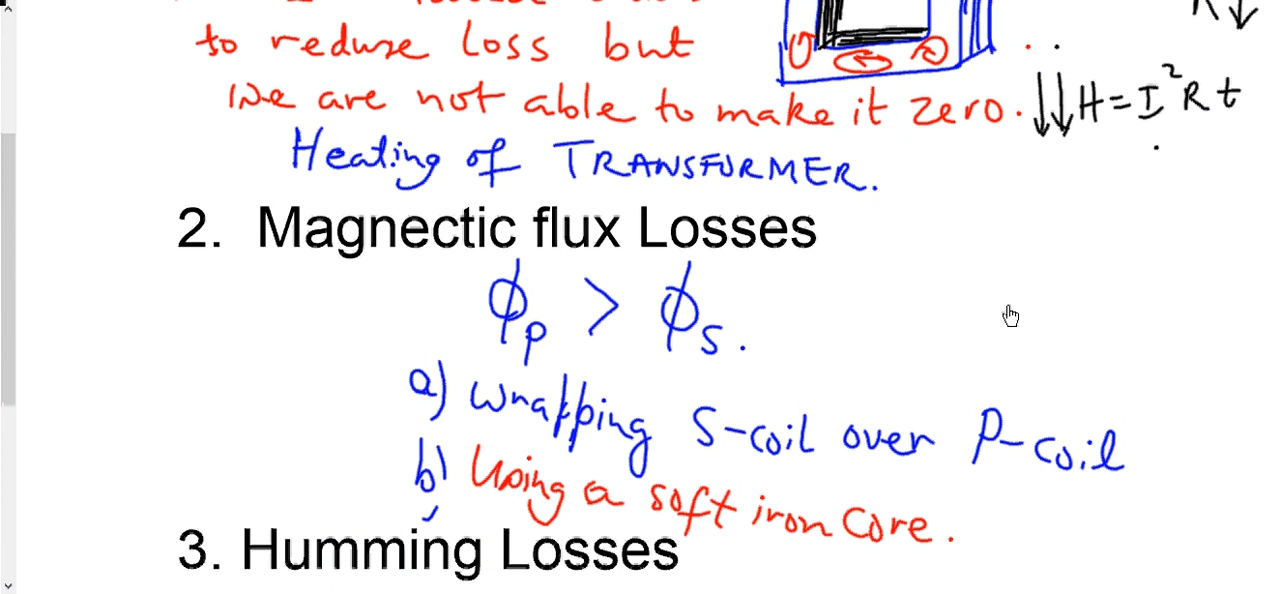 to reduse loss but
We are not able to make it zero. ↓↓H=I²Rt
Heating of TRANSFORMER.
2. Magnectic flux Losses
ϕp > ϕs.
a) Wrapping S-coil over P-coil
b) Using a soft iron core.
3. Humming Losses